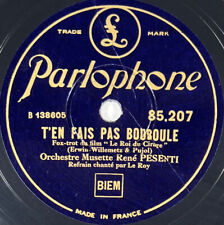 TRADE MARK
£
Parlophone
B 138605 85,207
T'EN FAIS PAS BOUBOULE
Fox-trot du film "Le Roi du Cirage"
(Erwin-Willemetz & Pujol)
Orchestre Musette René PESENTI
Refrain chanté par Le Roy
BIEM
MADE IN FRANCE